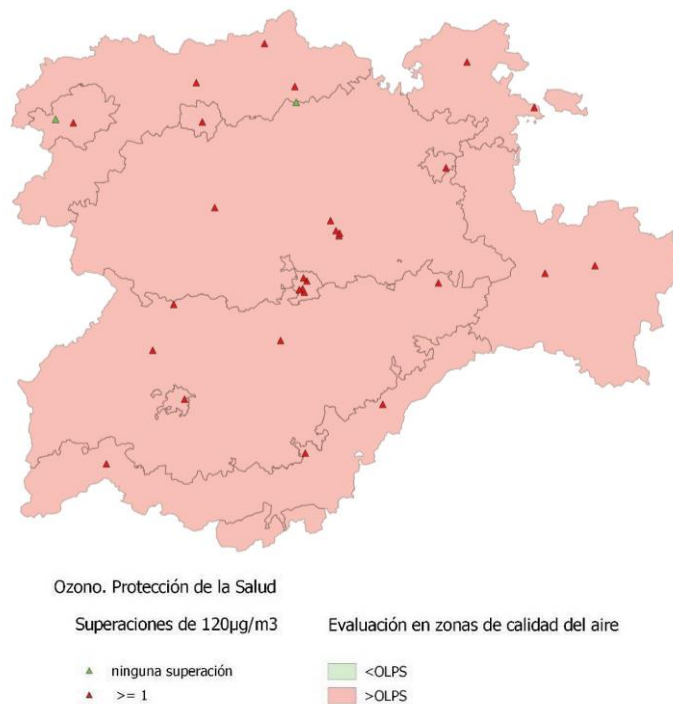 Ozono. Protección de la Salud
Superaciones de 120µg/m3
ninguna superación
>= 1
Evaluación en zonas de calidad del aire
<OLPS
>OLPS